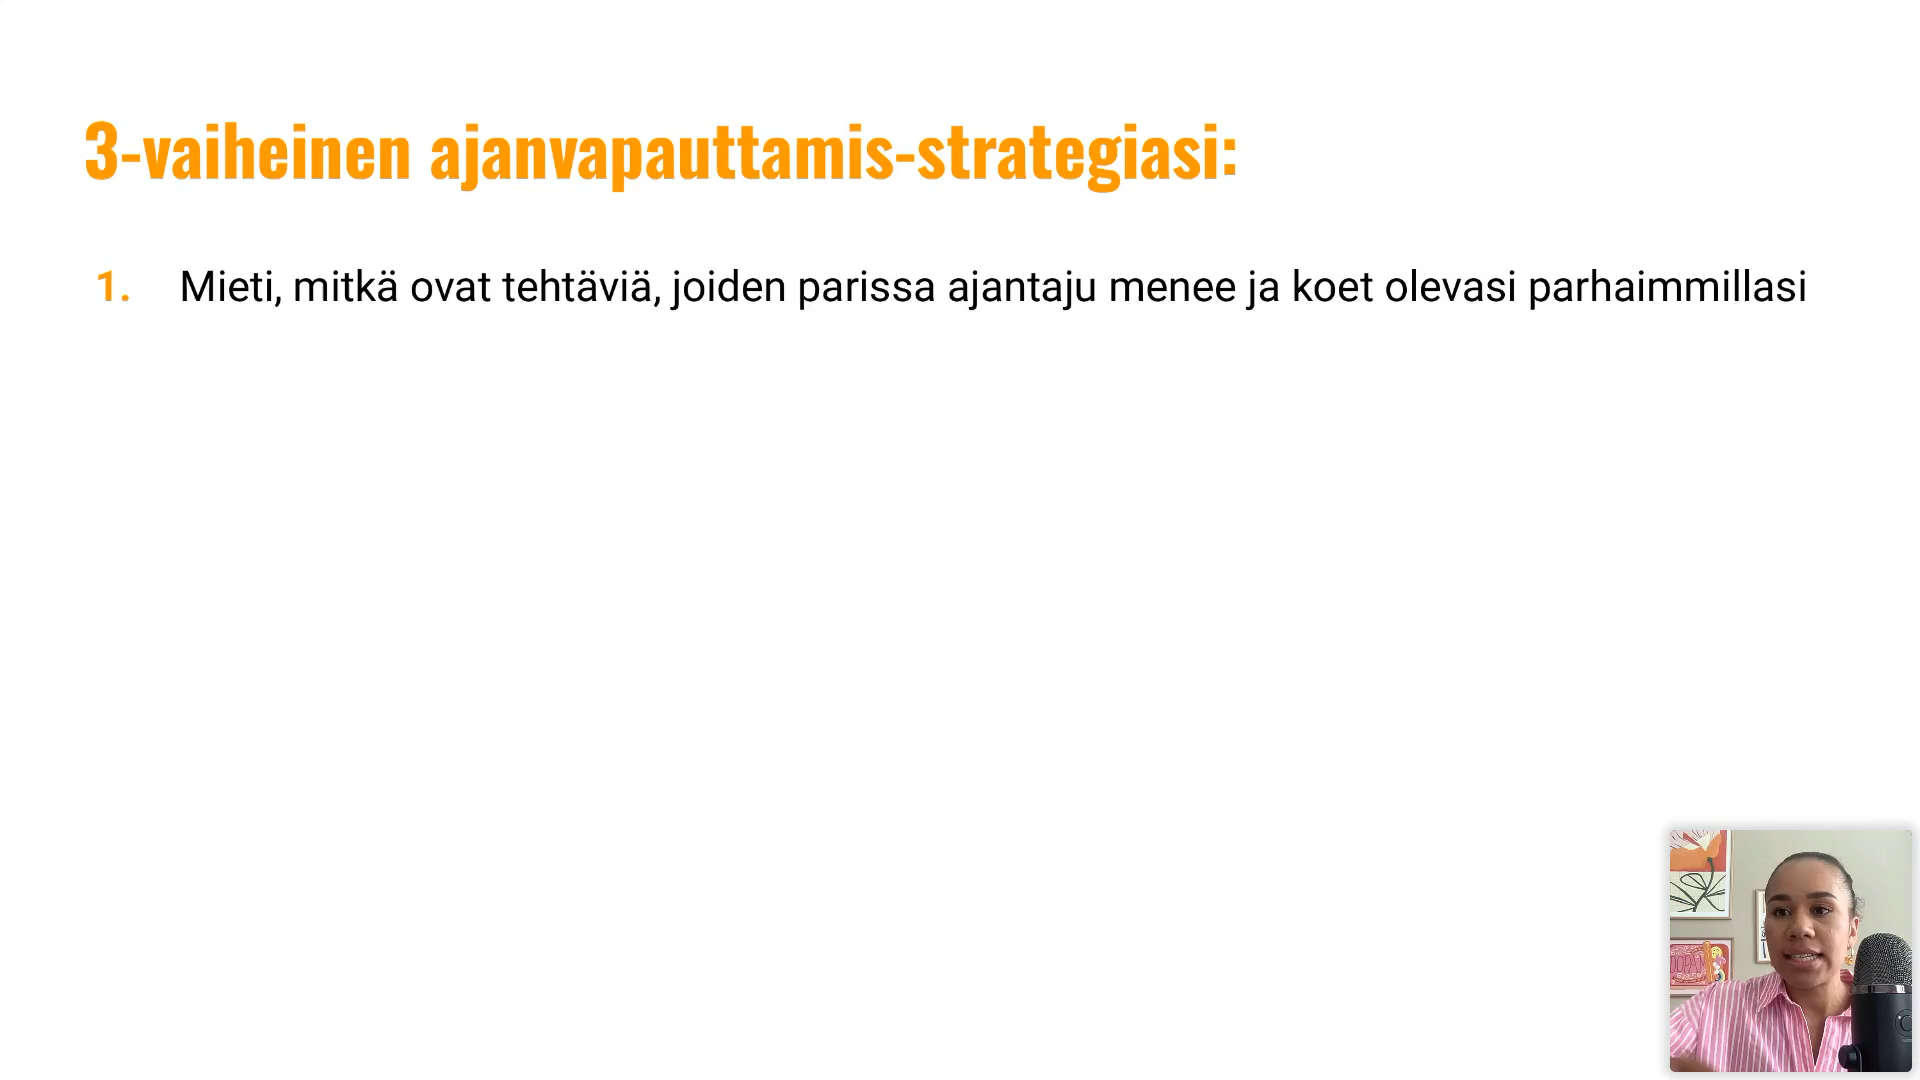 3-vaiheinen ajanvapauttamis-strategiasi:
1. Mieti, mitkä ovat tehtäviä, joiden parissa ajantaju menee ja koet olevasi parhaimmillasi